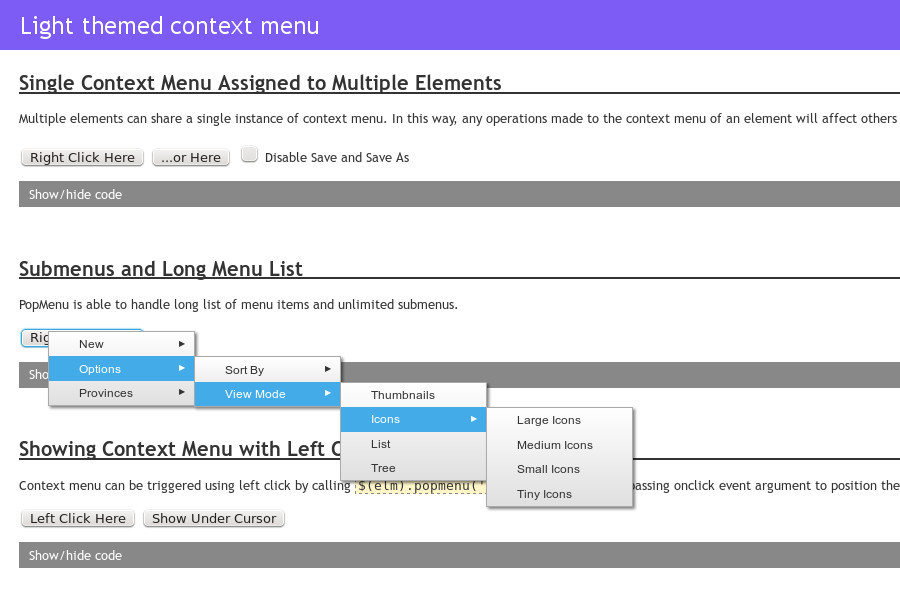 Light themed context menu
Single Context Menu Assigned to Multiple Elements
Multiple elements can share a single instance of context menu. In this way, any operations made to the context menu of an element will affect others
Right Click Here ...or Here Disable Save and Save As
Show/hide code
Submenus and Long Menu List
PopMenu is able to handle long list of menu items and unlimited submenus.
New
Options
Provinces
Sort By
View Mode
Thumbnails
Icons
List
Tree
Large Icons
Medium Icons
Small Icons
Tiny Icons
Showing Context Menu with Left
Context menu can be triggered using left click by calling $(elm).popmenu(' passing onclick event argument to position the
Left Click Here Show Under Cursor
Show/hide code